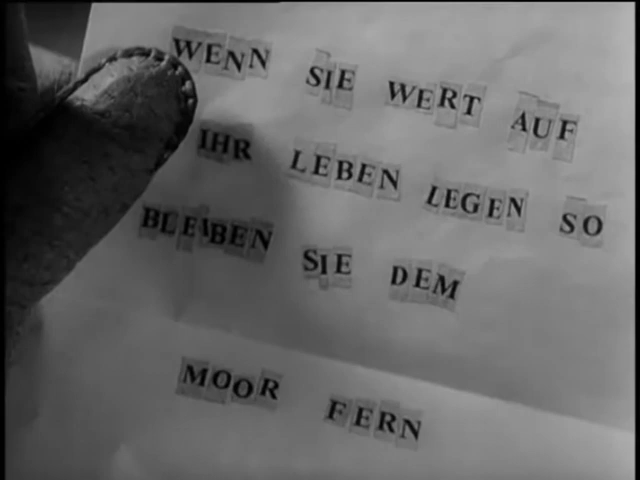 WENN SIE WERT AUF
IHR LEBEN LEGEN SO
BLEIBEN SIE DEM
MOOR FERN